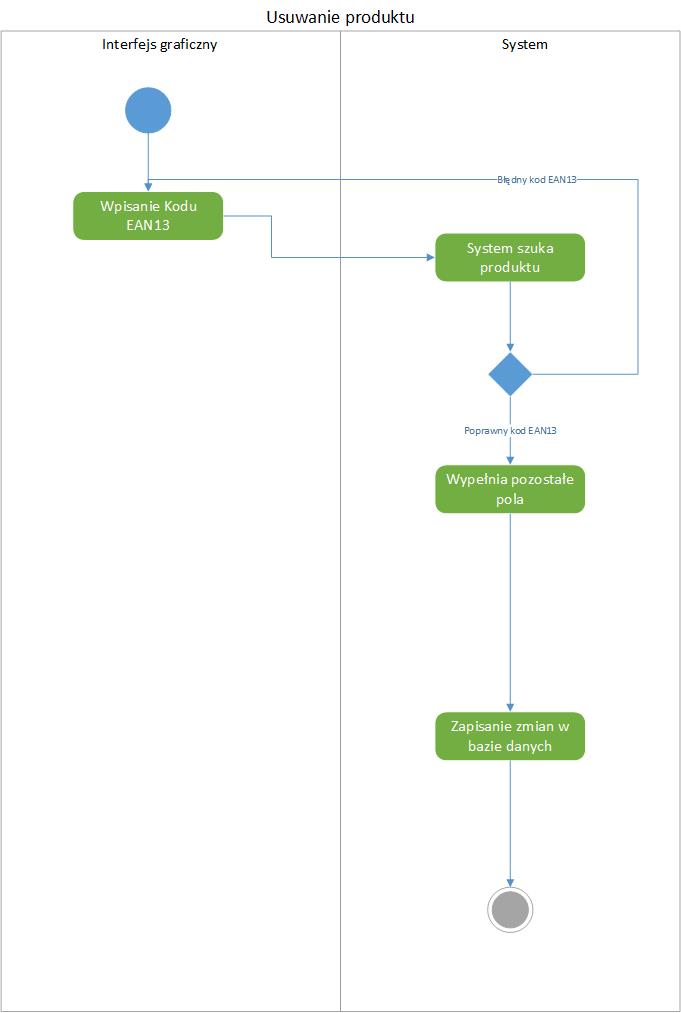 Usuwanie produktu
Interfejs graficzny
System
Błędny kod EAN13
Wpisanie Kodu
EAN13
System szuka
produktu
Poprawny kod EAN13
Wypełnia pozostałe
pola
Zapisanie zmian w
bazie danych